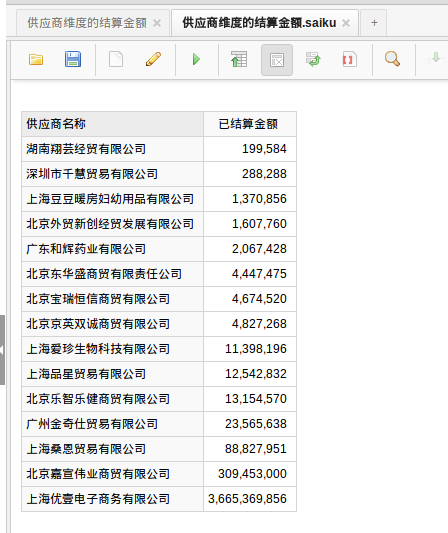 供应商维度的结算金额 供应商维度的结算金额.saiku +
供应商名称 已结算金额
湖南翔芸经贸有限公司 199,584
深圳市千慧贸易有限公司 288,288
上海豆豆暖房妇幼用品有限公司 1,370,856
北京外贸新创经贸发展有限公司 1,607,760
广东和辉药业有限公司 2,067,428
北京东华盛商贸有限责任公司 4,447,475
北京宝瑞恒信商贸有限公司 4,674,520
北京京英双诚商贸有限公司 4,827,268
上海爱珍生物科技有限公司 11,398,196
上海品星贸易有限公司 12,542,832
北京乐智乐健商贸有限公司 13,154,570
广州金奇仕贸易有限公司 23,565,638
上海桑恩贸易有限公司 88,827,951
北京嘉宣伟业商贸有限公司 309,453,000
上海优壹电子商务有限公司 3,665,369,856